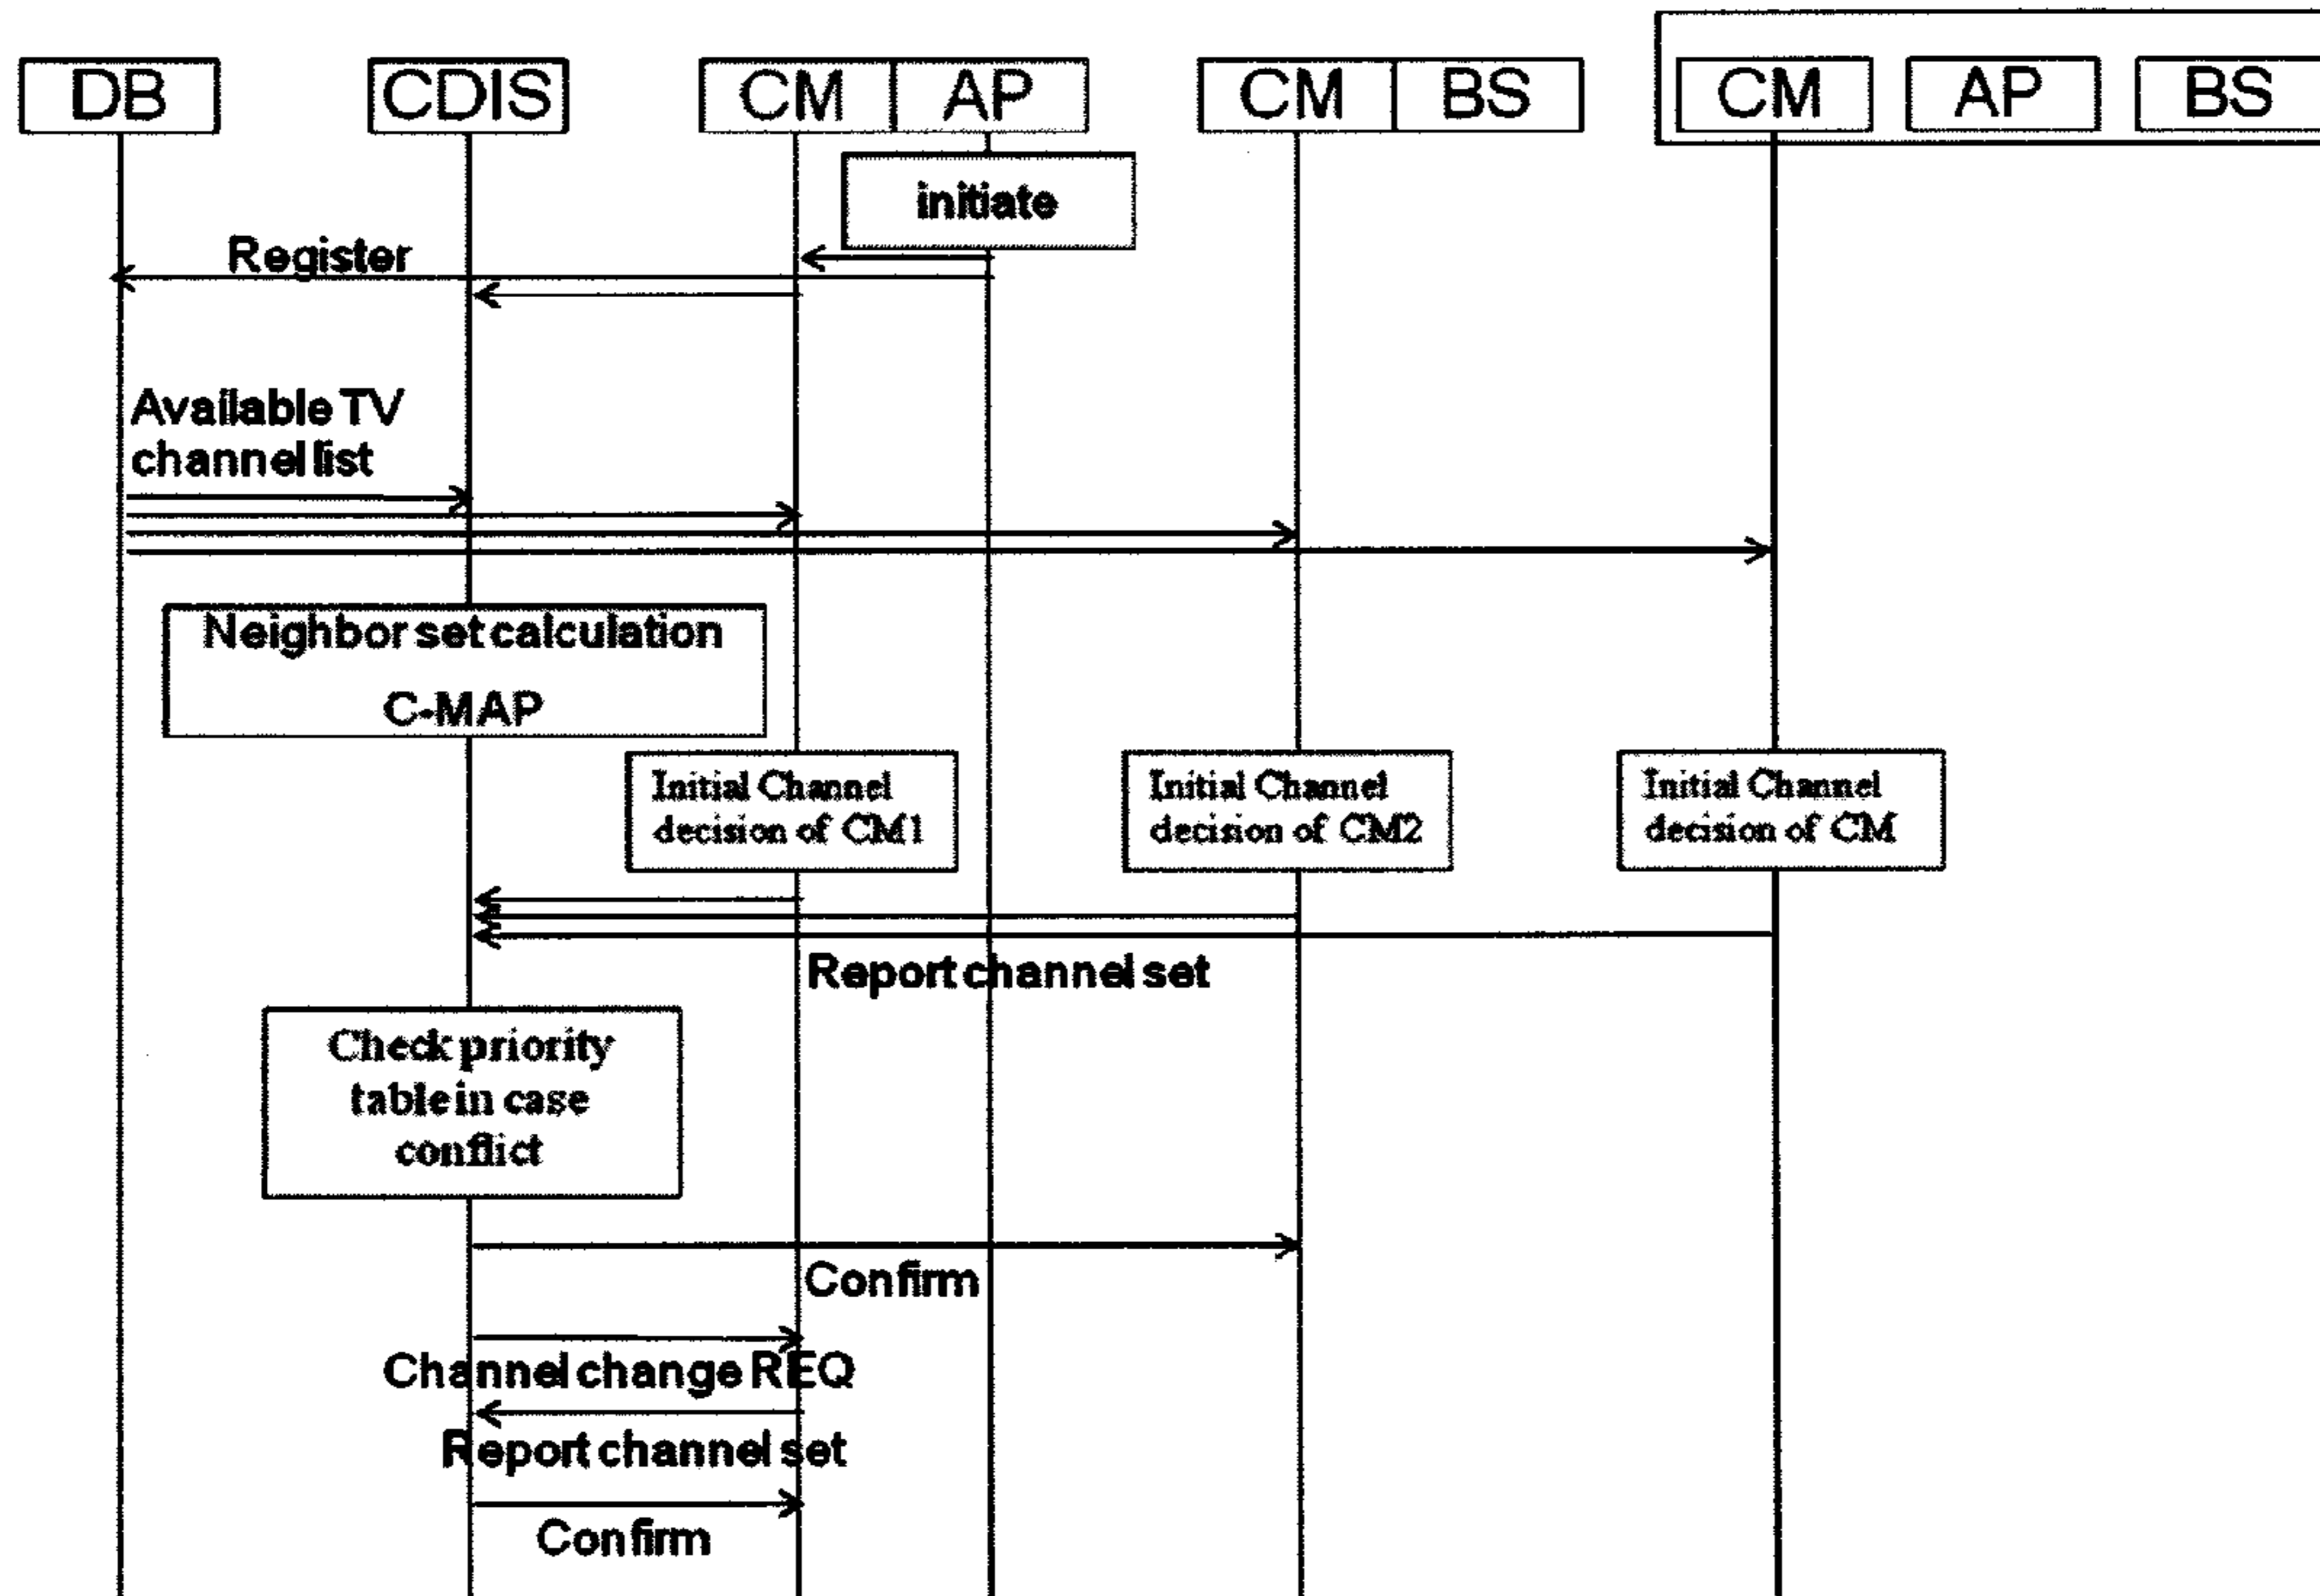 DB CDIS CM AP CM BS CM AP BS
initiate
Register
Available TV
channel list
Neighbor set calculation
C-MAP
Initial Channel
decision of CM1
Initial Channel
decision of CM2
Initial Channel
decision of CM
Report channel set
Check priority
table in case
conflict
Confirm
Channel change REQ
Report channel set
Confirm